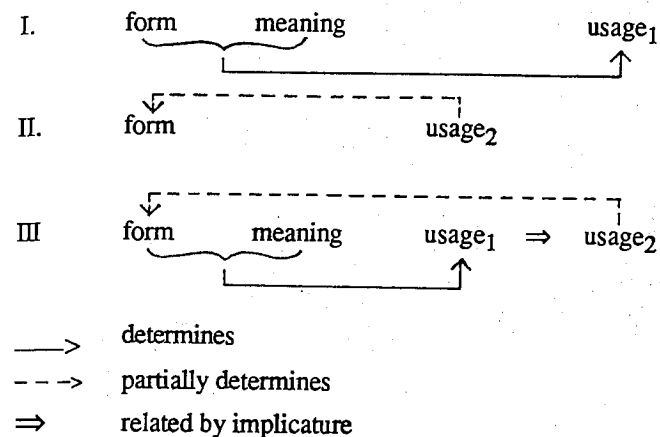 I. form meaning usage₁
II. form usage₂
III form meaning usage₁ ⇒ usage₂
——> determines
---> partially determines
⇒ related by implicature